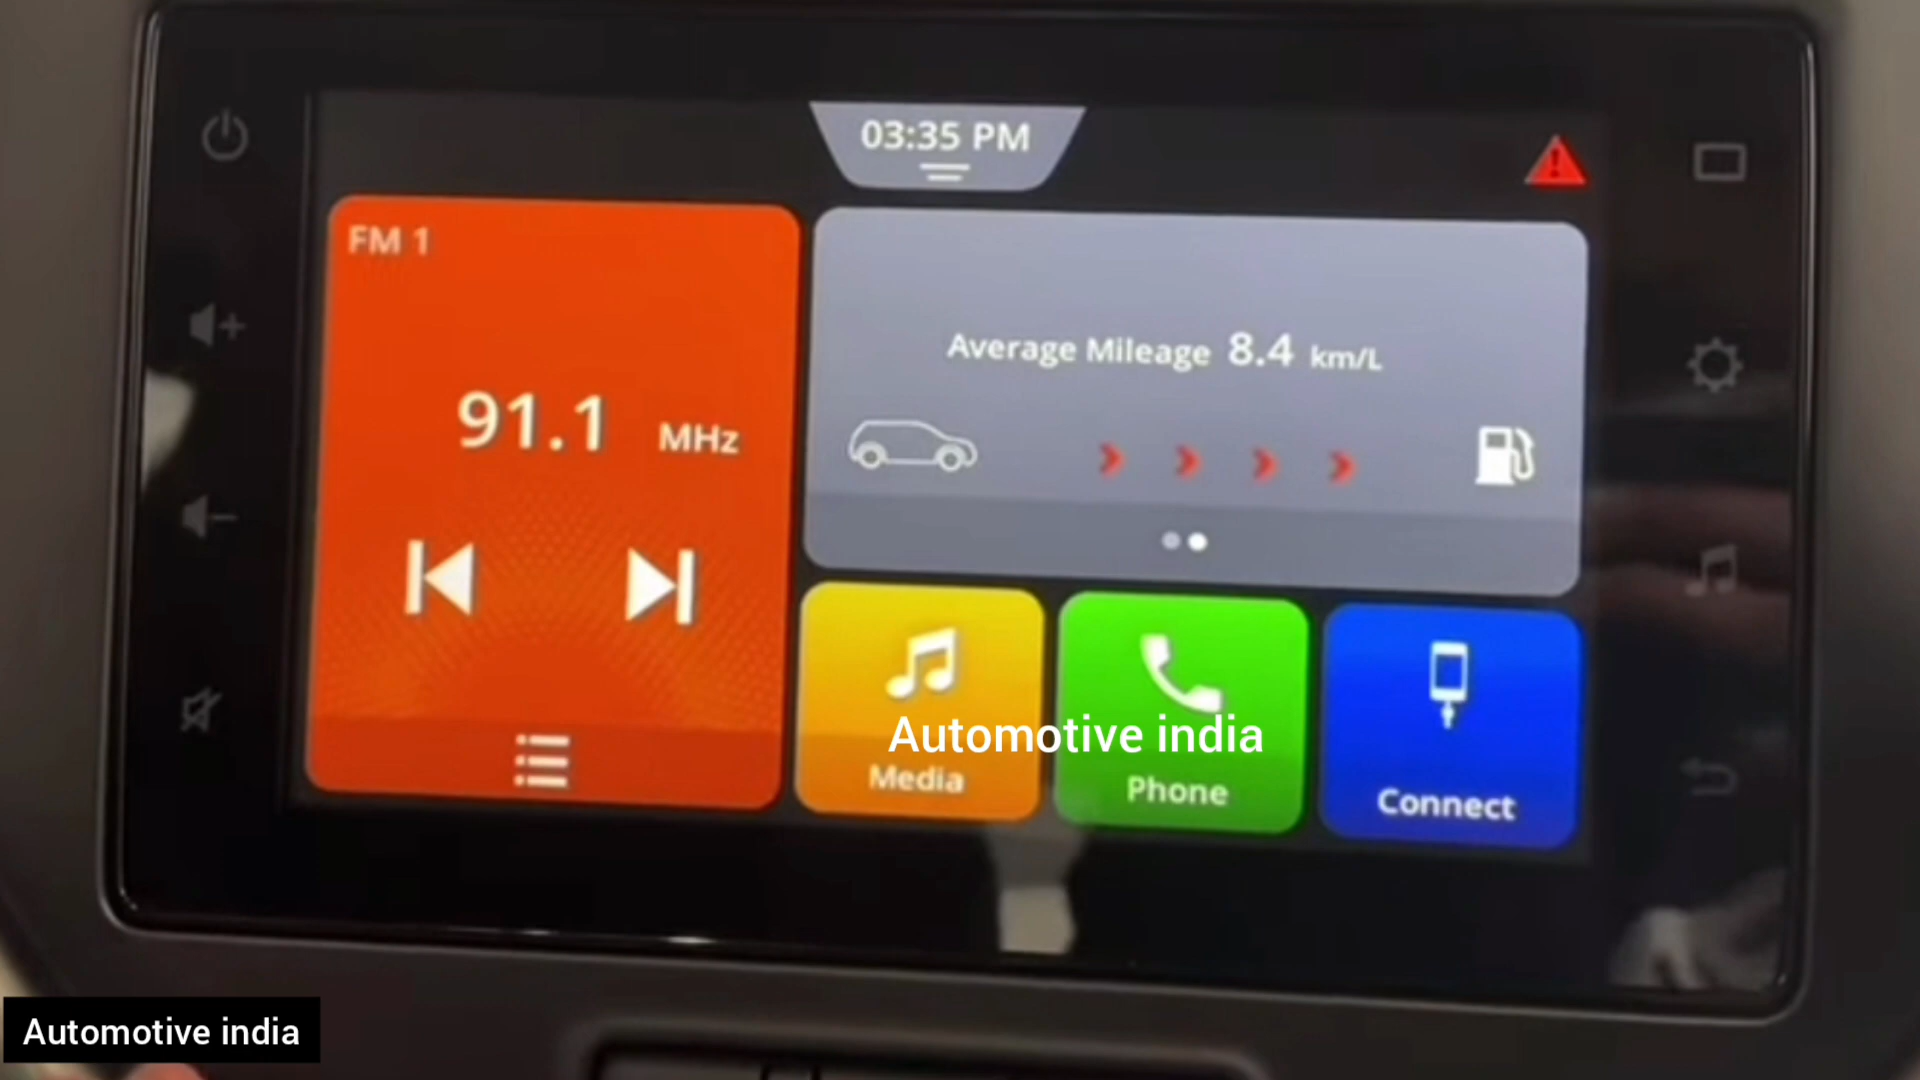 03:35 PM
FM 1
91.1 MHz
Average Mileage 8.4 km/L
Automotive india
Media
Phone
Connect
Automotive india